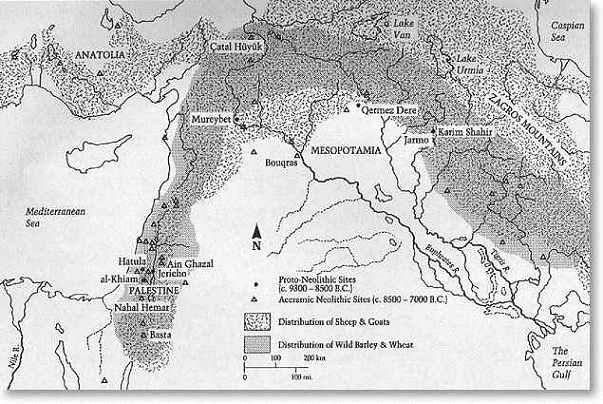 Caspian
Sea
Lake
Van
ANATOLIA
Çatal Hüyük
Lake
Urmia
ZAGROS MOUNTAINS
Mureybet
Qermez Dere
Karim Shahir
Jarmo
MESOPOTAMIA
Bouqras
Mediterranean
Sea
N
Euphrates R.
Tigris R.
Hatula
Ain Ghazal
Jericho
al-Khiam
PALESTINE
Nahal Hemar
Basta
Nile R.
Proto-Neolithic Sites
(c. 9300 – 8500 B.C.)
Aceramic Neolithic Sites (c. 8500 – 7000 B.C.)
Distribution of Sheep & Goats
Distribution of Wild Barley & Wheat
0 100 200 km
0 100 mi.
The
Persian
Gulf